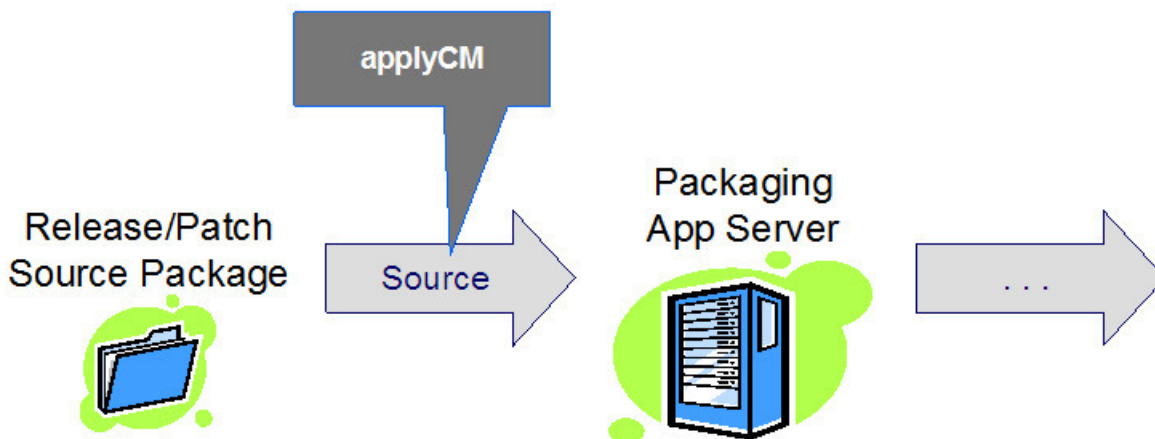 applyCM
Release/Patch
Source Package
Source
Packaging
App Server
. . .